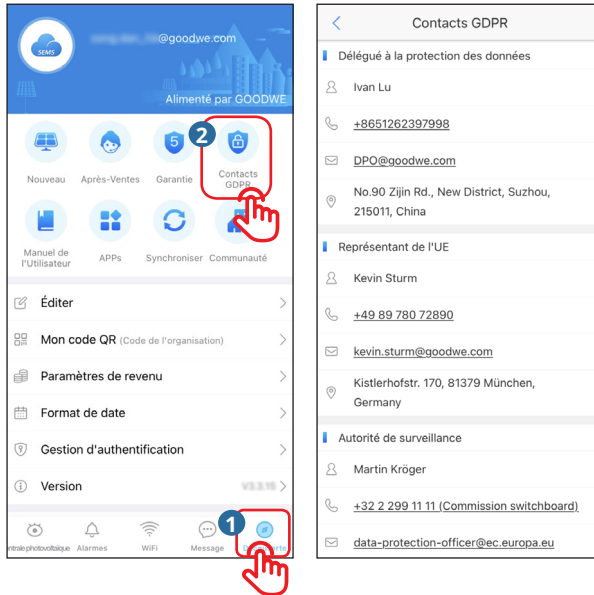 SEMS
@goodwe.com
Alimenté par GOODWE
2
5
Nouveau
Après-Ventes
Garantie
Contacts
GDPR
Manuel de
l'Utilisateur
APPs
Synchroniser
Communauté
Éditer
Mon code QR (Code de l'organisation)
Paramètres de revenu
Format de date
Gestion d'authentification
Version
V3.3.15
1
Alarmes
WiFi
Message
Contacts GDPR
Délégué à la protection des données
Ivan Lu
+8651262397998
DPO@goodwe.com
No.90 Zijin Rd., New District, Suzhou,
215011, China
Représentant de l'UE
Kevin Sturm
+49 89 780 72890
kevin.sturm@goodwe.com
Kistlerhofstr. 170, 81379 München,
Germany
Autorité de surveillance
Martin Kröger
+32 2 299 11 11 (Commission switchboard)
data-protection-officer@ec.europa.eu